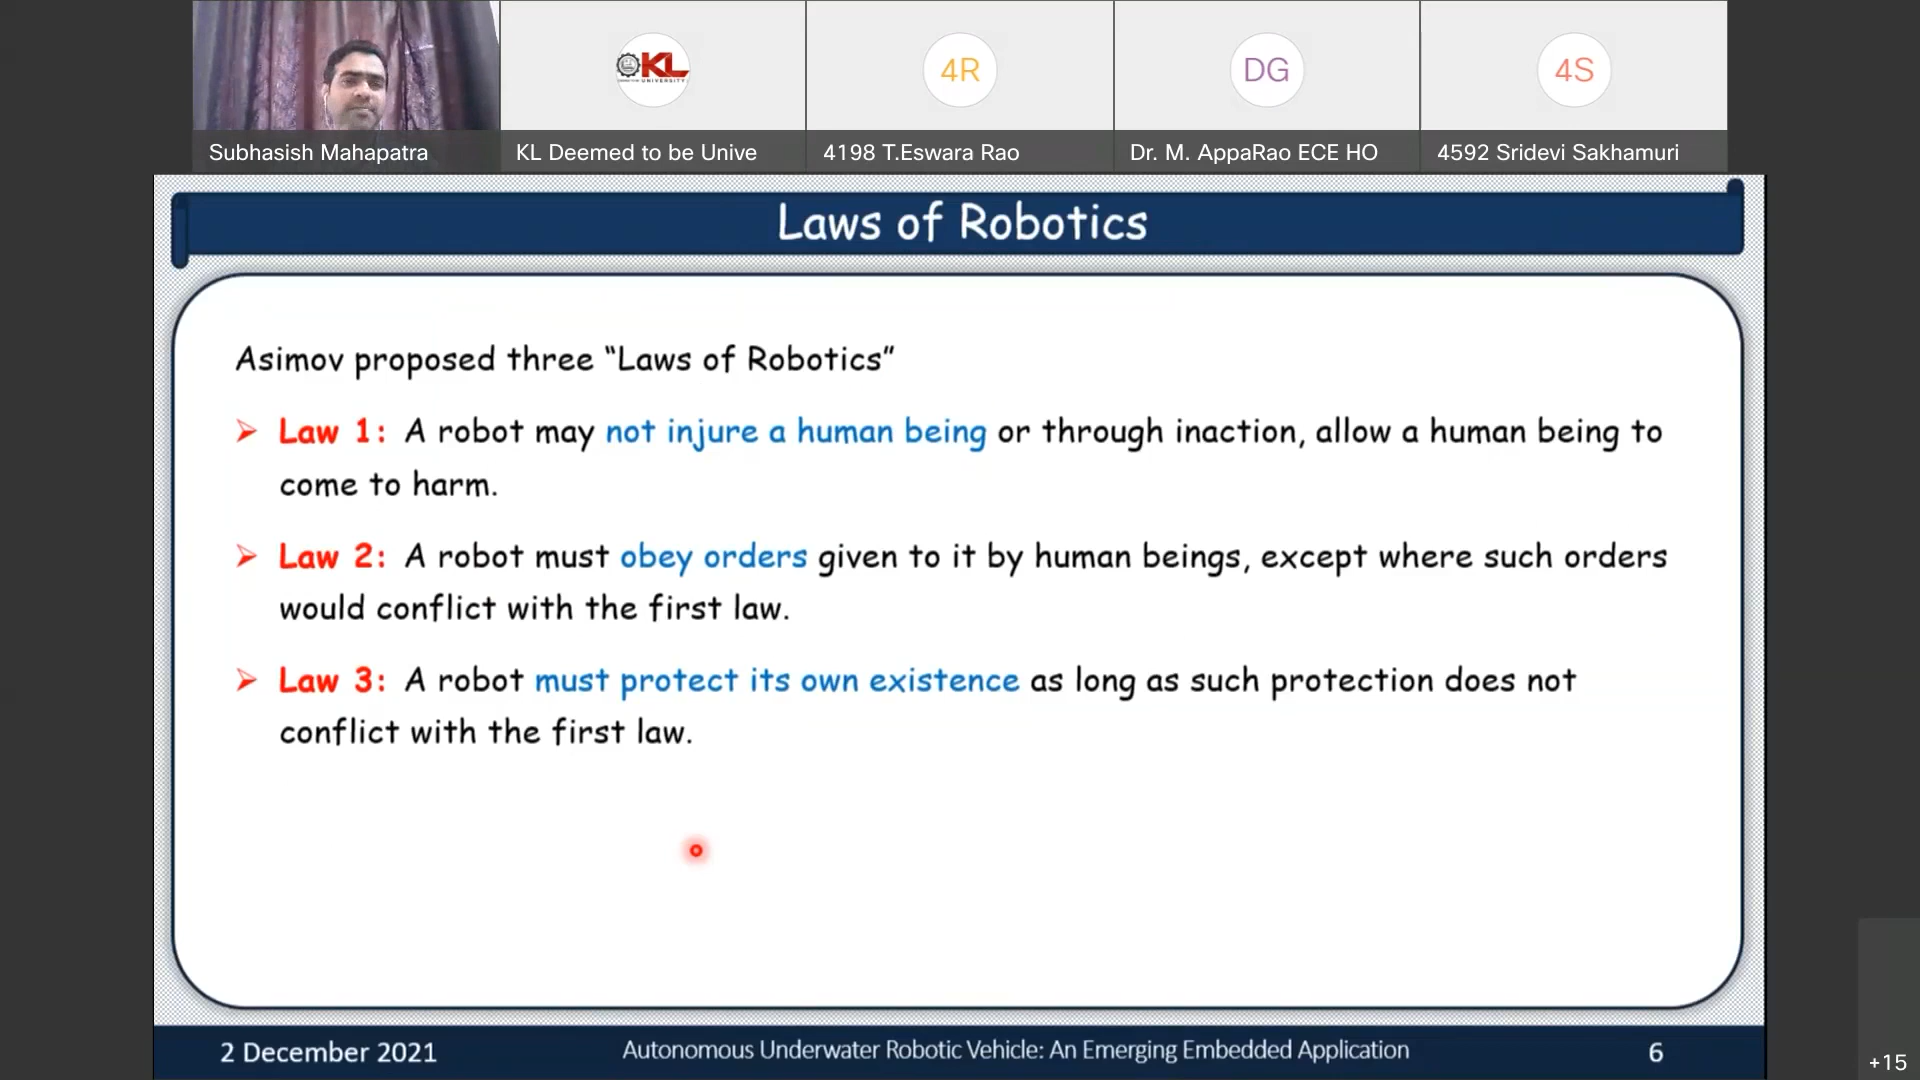 KL
UNIVERSITY
4R
DG
4S
Subhasish Mahapatra
KL Deemed to be Unive
4198 T.Eswara Rao
Dr. M. AppaRao ECE HO
4592 Sridevi Sakhamuri
Laws of Robotics
Asimov proposed three “Laws of Robotics”
➢ Law 1: A robot may not injure a human being or through inaction, allow a human being to
come to harm.
➢ Law 2: A robot must obey orders given to it by human beings, except where such orders
would conflict with the first law.
➢ Law 3: A robot must protect its own existence as long as such protection does not
conflict with the first law.
2 December 2021
Autonomous Underwater Robotic Vehicle: An Emerging Embedded Application
6
+15